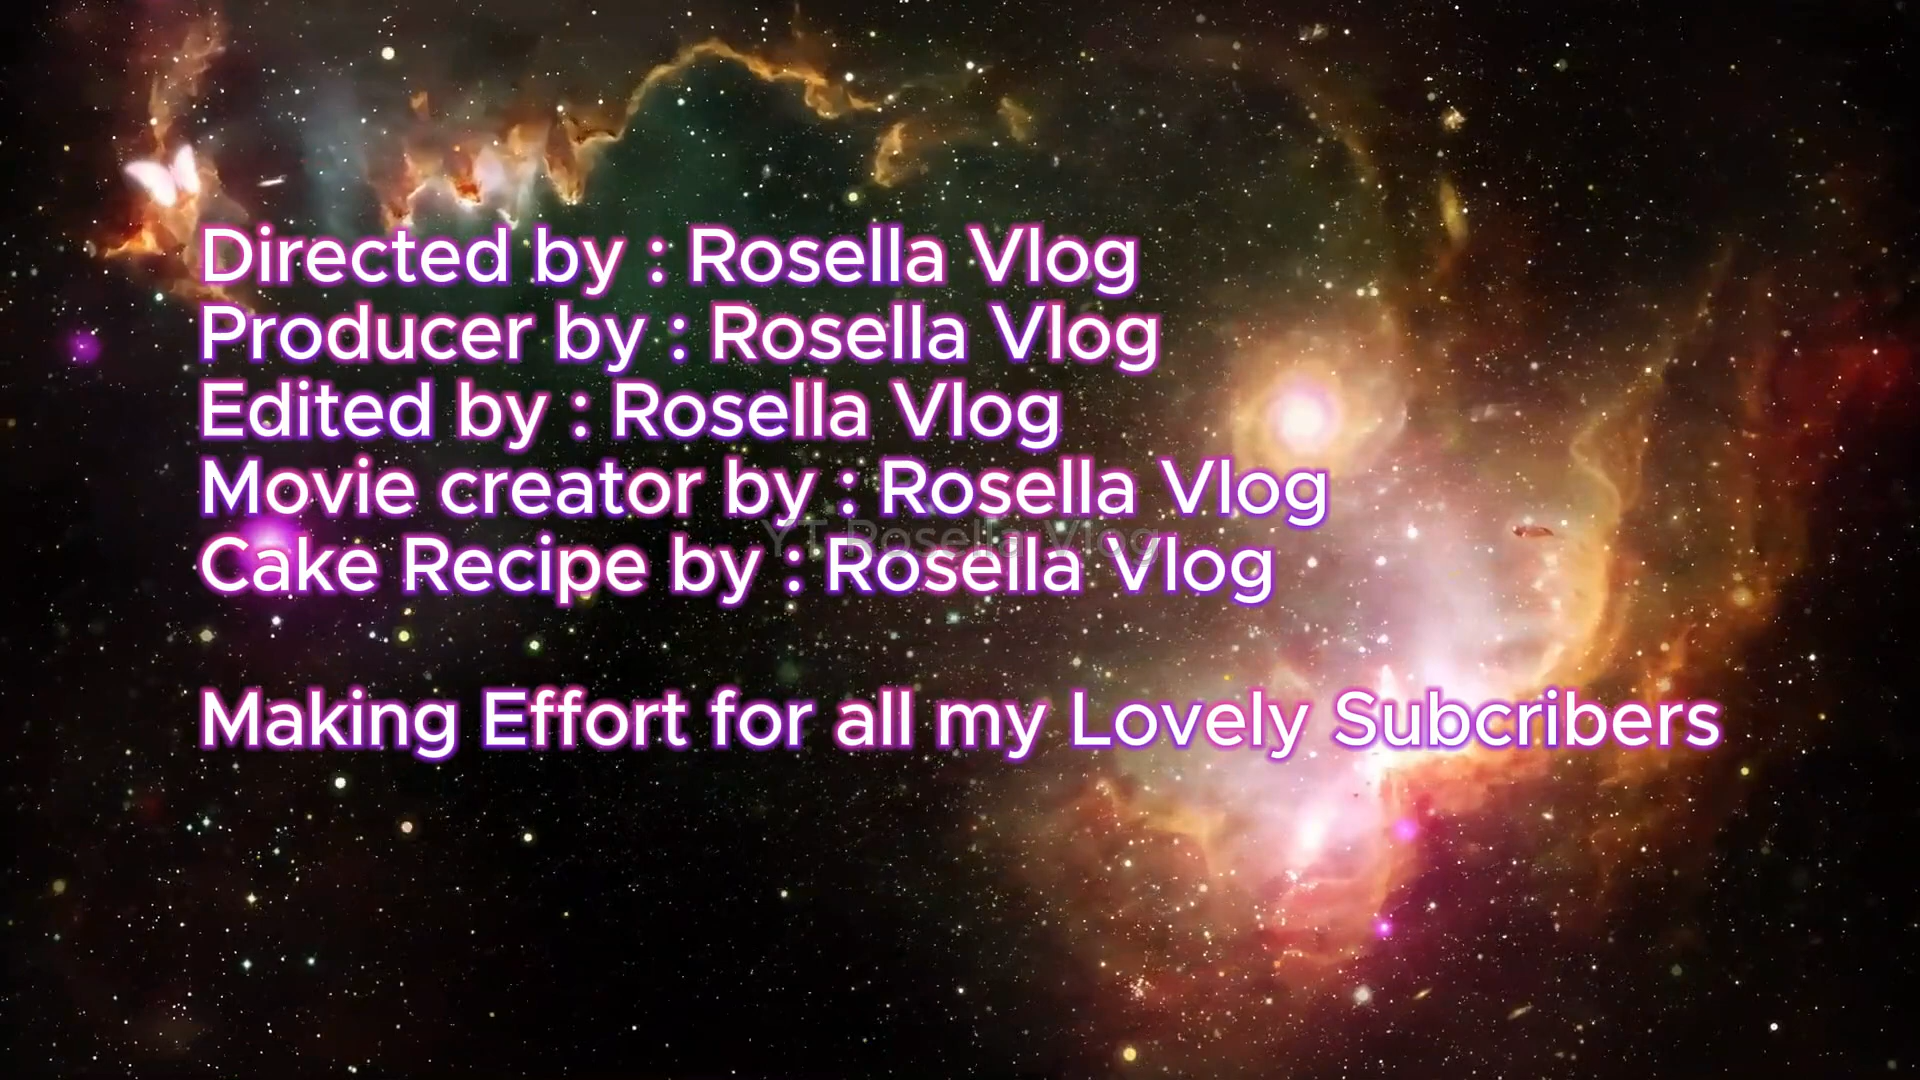 Directed by : Rosella Vlog
Producer by : Rosella Vlog
Edited by : Rosella Vlog
Movie creator by : Rosella Vlog
YT Rosella Vlog
Cake Recipe by : Rosella Vlog
Making Effort for all my Lovely Subcribers